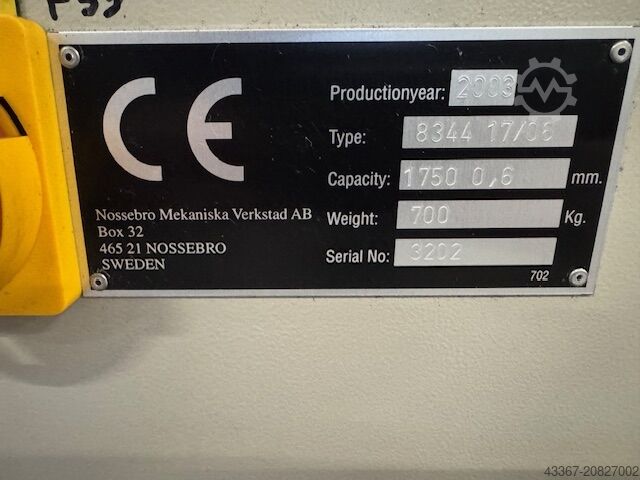 F55
CE
Productionyear: 2003
Type: 8344 17/06
Capacity: 1750 0,6 mm.
Nossebro Mekaniska Verkstad AB
Box 32
465 21 NOSSEBRO
SWEDEN
Weight: 700 Kg.
Serial No: 3202
702
43367-20827002